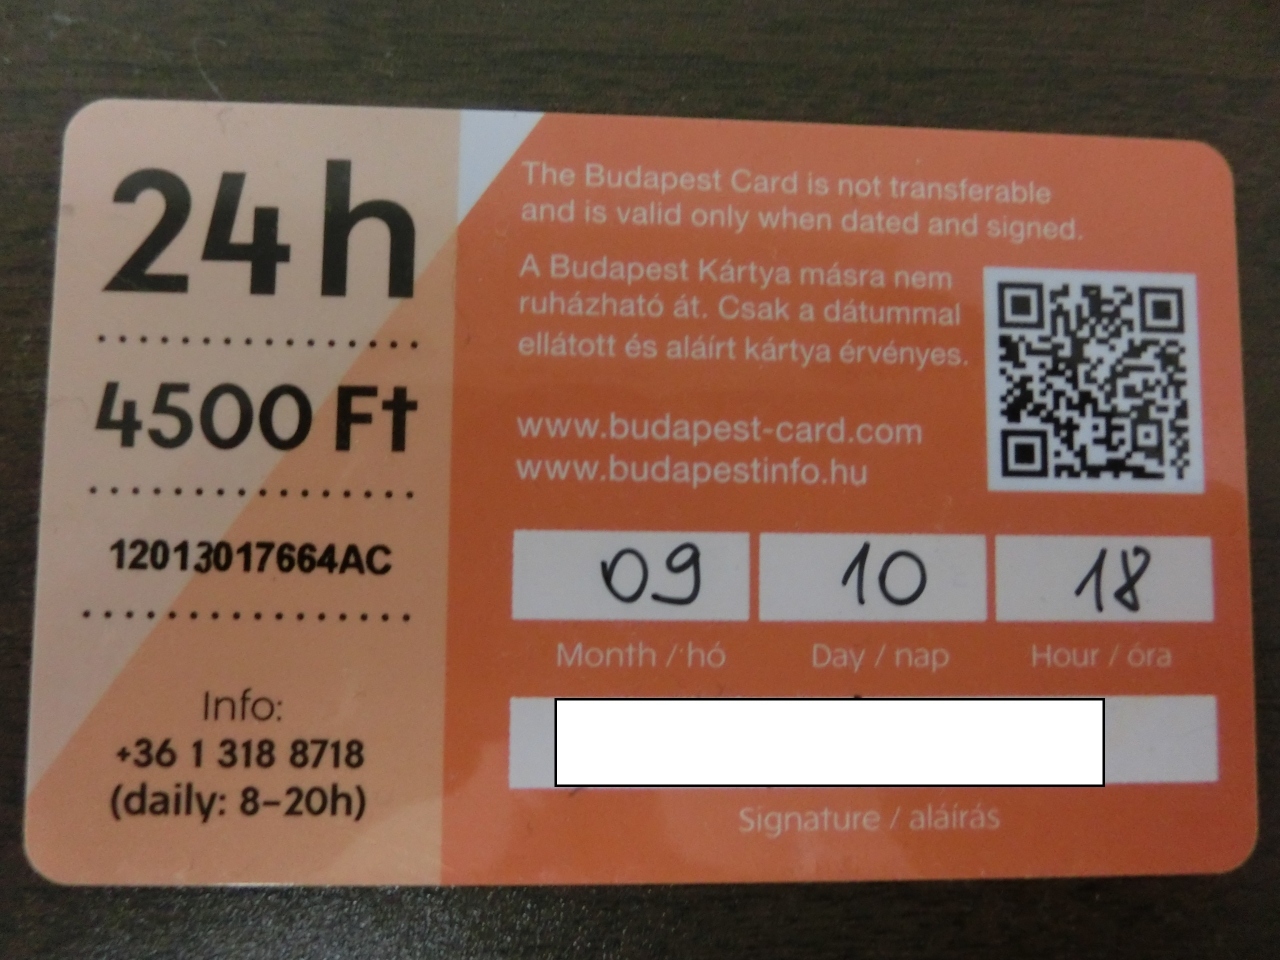 24h
4500 Ft
12013017664AC
Info:
+36 1 318 8718
(daily: 8–20h)
The Budapest Card is not transferable
and is valid only when dated and signed.
A Budapest Kártya másra nem
ruházható át. Csak a dátummal
ellátott és aláírt kártya érvényes.
www.budapest-card.com
www.budapestinfo.hu
09 10 18
Month / hó Day / nap Hour / óra
Signature / aláírás